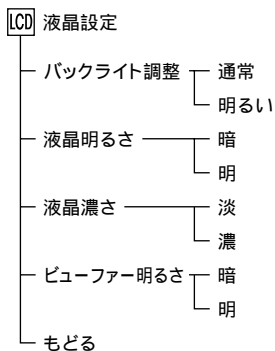 LCD 液晶設定
バックライト調整 通常
明るい
液晶明るさ 暗
明
液晶濃さ 淡
濃
ビューファー明るさ 暗
明
もどる